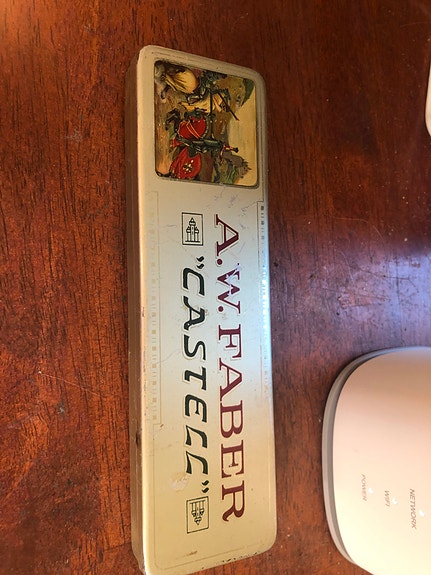 A.W. FABER
"CASTELL"
NETWORK
WIFI
POWER